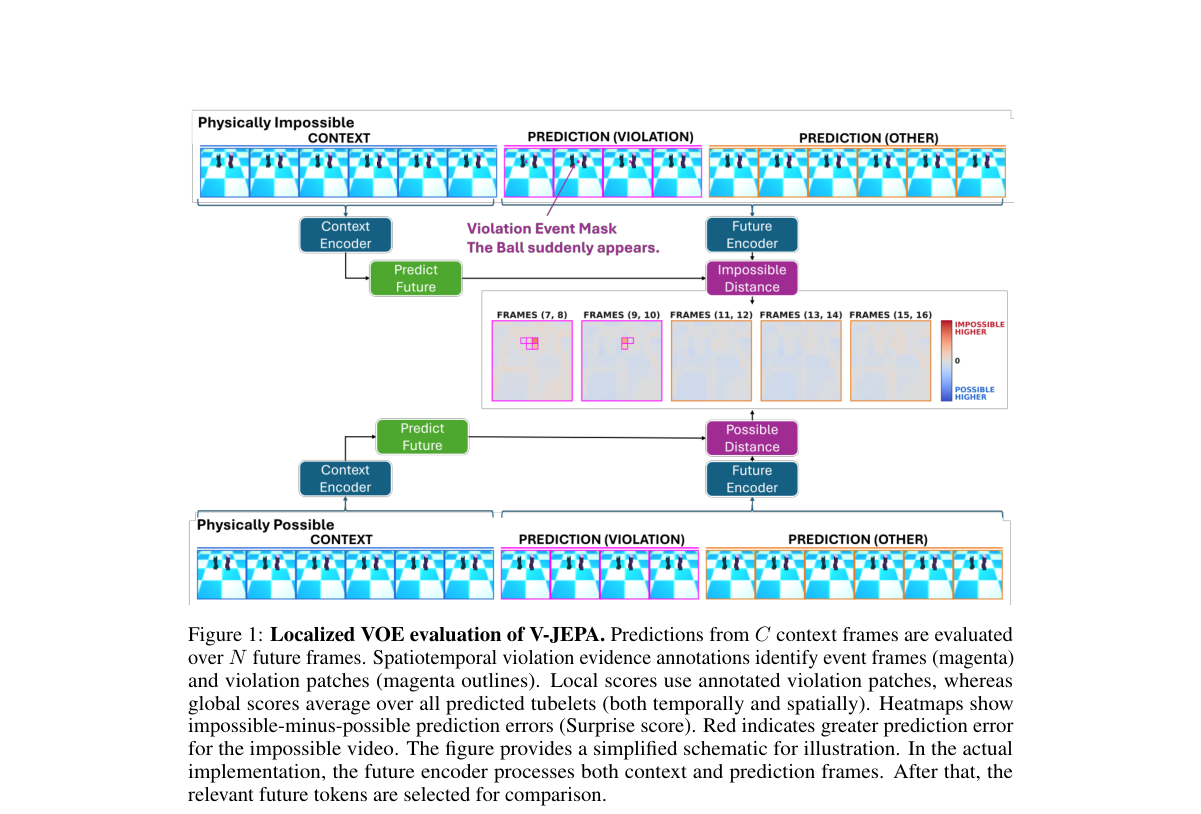 Physically Impossible
CONTEXT
PREDICTION (VIOLATION)
PREDICTION (OTHER)
Context
Encoder
Violation Event Mask
The Ball suddenly appears.
Future
Encoder
Predict
Future
Impossible
Distance
FRAMES (7, 8)
FRAMES (9, 10)
FRAMES (11, 12)
FRAMES (13, 14)
FRAMES (15, 16)
IMPOSSIBLE
HIGHER
0
POSSIBLE
HIGHER
Predict
Future
Possible
Distance
Context
Encoder
Future
Encoder
Physically Possible
CONTEXT
PREDICTION (VIOLATION)
PREDICTION (OTHER)
Figure 1: Localized VOE evaluation of V-JEPA. Predictions from C context frames are evaluated
over N future frames. Spatiotemporal violation evidence annotations identify event frames (magenta)
and violation patches (magenta outlines). Local scores use annotated violation patches, whereas
global scores average over all predicted tubelets (both temporally and spatially). Heatmaps show
impossible-minus-possible prediction errors (Surprise score). Red indicates greater prediction error
for the impossible video. The figure provides a simplified schematic for illustration. In the actual
implementation, the future encoder processes both context and prediction frames. After that, the
relevant future tokens are selected for comparison.